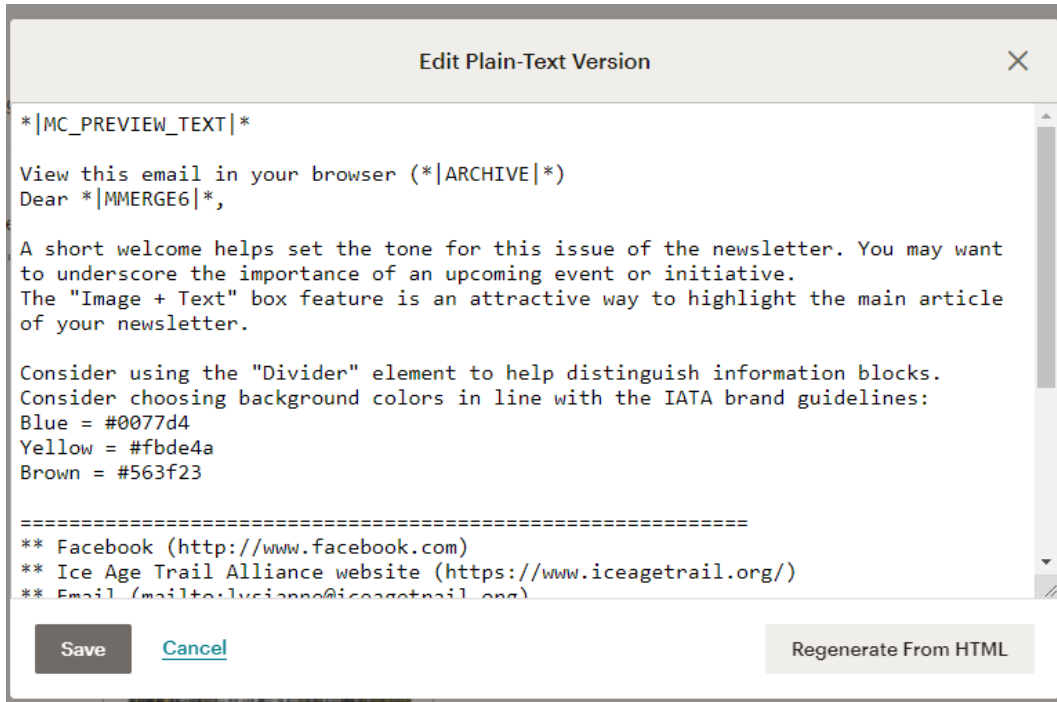 Edit Plain-Text Version
*|MC_PREVIEW_TEXT|*
View this email in your browser (*|ARCHIVE|*)
Dear *|MMERGE6|*,
A short welcome helps set the tone for this issue of the newsletter. You may want
to underscore the importance of an upcoming event or initiative.
The "Image + Text" box feature is an attractive way to highlight the main article
of your newsletter.
Consider using the "Divider" element to help distinguish information blocks.
Consider choosing background colors in line with the IATA brand guidelines:
Blue = #0077d4
Yellow = #fbde4a
Brown = #563f23
============================================================
** Facebook (http://www.facebook.com)
** Ice Age Trail Alliance website (https://www.iceagetrail.org/)
** Email (mailto:lysianne@iceagetrail.org)
Save
Cancel
Regenerate From HTML